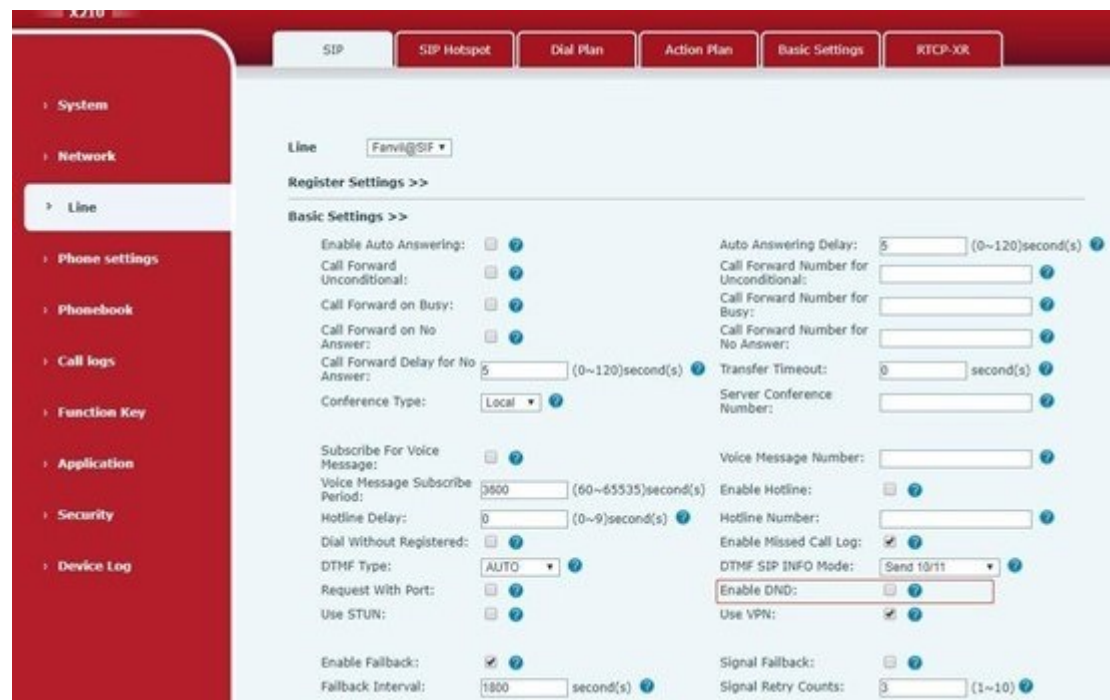 X210
SIP
SIP Hotspot
Dial Plan
Action Plan
Basic Settings
RTCP-XR
› System
› Network
› Line
› Phone settings
› Phonebook
› Call logs
› Function Key
› Application
› Security
› Device Log
Line Fanvil@SIF
Register Settings >>
Basic Settings >>
Enable Auto Answering: Auto Answering Delay: 5 (0~120)second(s)
Call Forward Unconditional: Call Forward Number for Unconditional:
Call Forward on Busy: Call Forward Number for Busy:
Call Forward on No Answer: Call Forward Number for No Answer:
Call Forward Delay for No Answer: 5 (0~120)second(s) Transfer Timeout: 0 second(s)
Conference Type: Local Server Conference Number:
Subscribe For Voice Message: Voice Message Number:
Voice Message Subscribe Period: 3600 (60~65535)second(s) Enable Hotline:
Hotline Delay: 0 (0~9)second(s) Hotline Number:
Dial Without Registered: Enable Missed Call Log:
DTMF Type: AUTO DTMF SIP INFO Mode: Send 10/11
Request With Port: Enable DND:
Use STUN: Use VPN:
Enable Failback: Signal Failback:
Failback Interval: 1800 second(s) Signal Retry Counts: 3 (1~10)